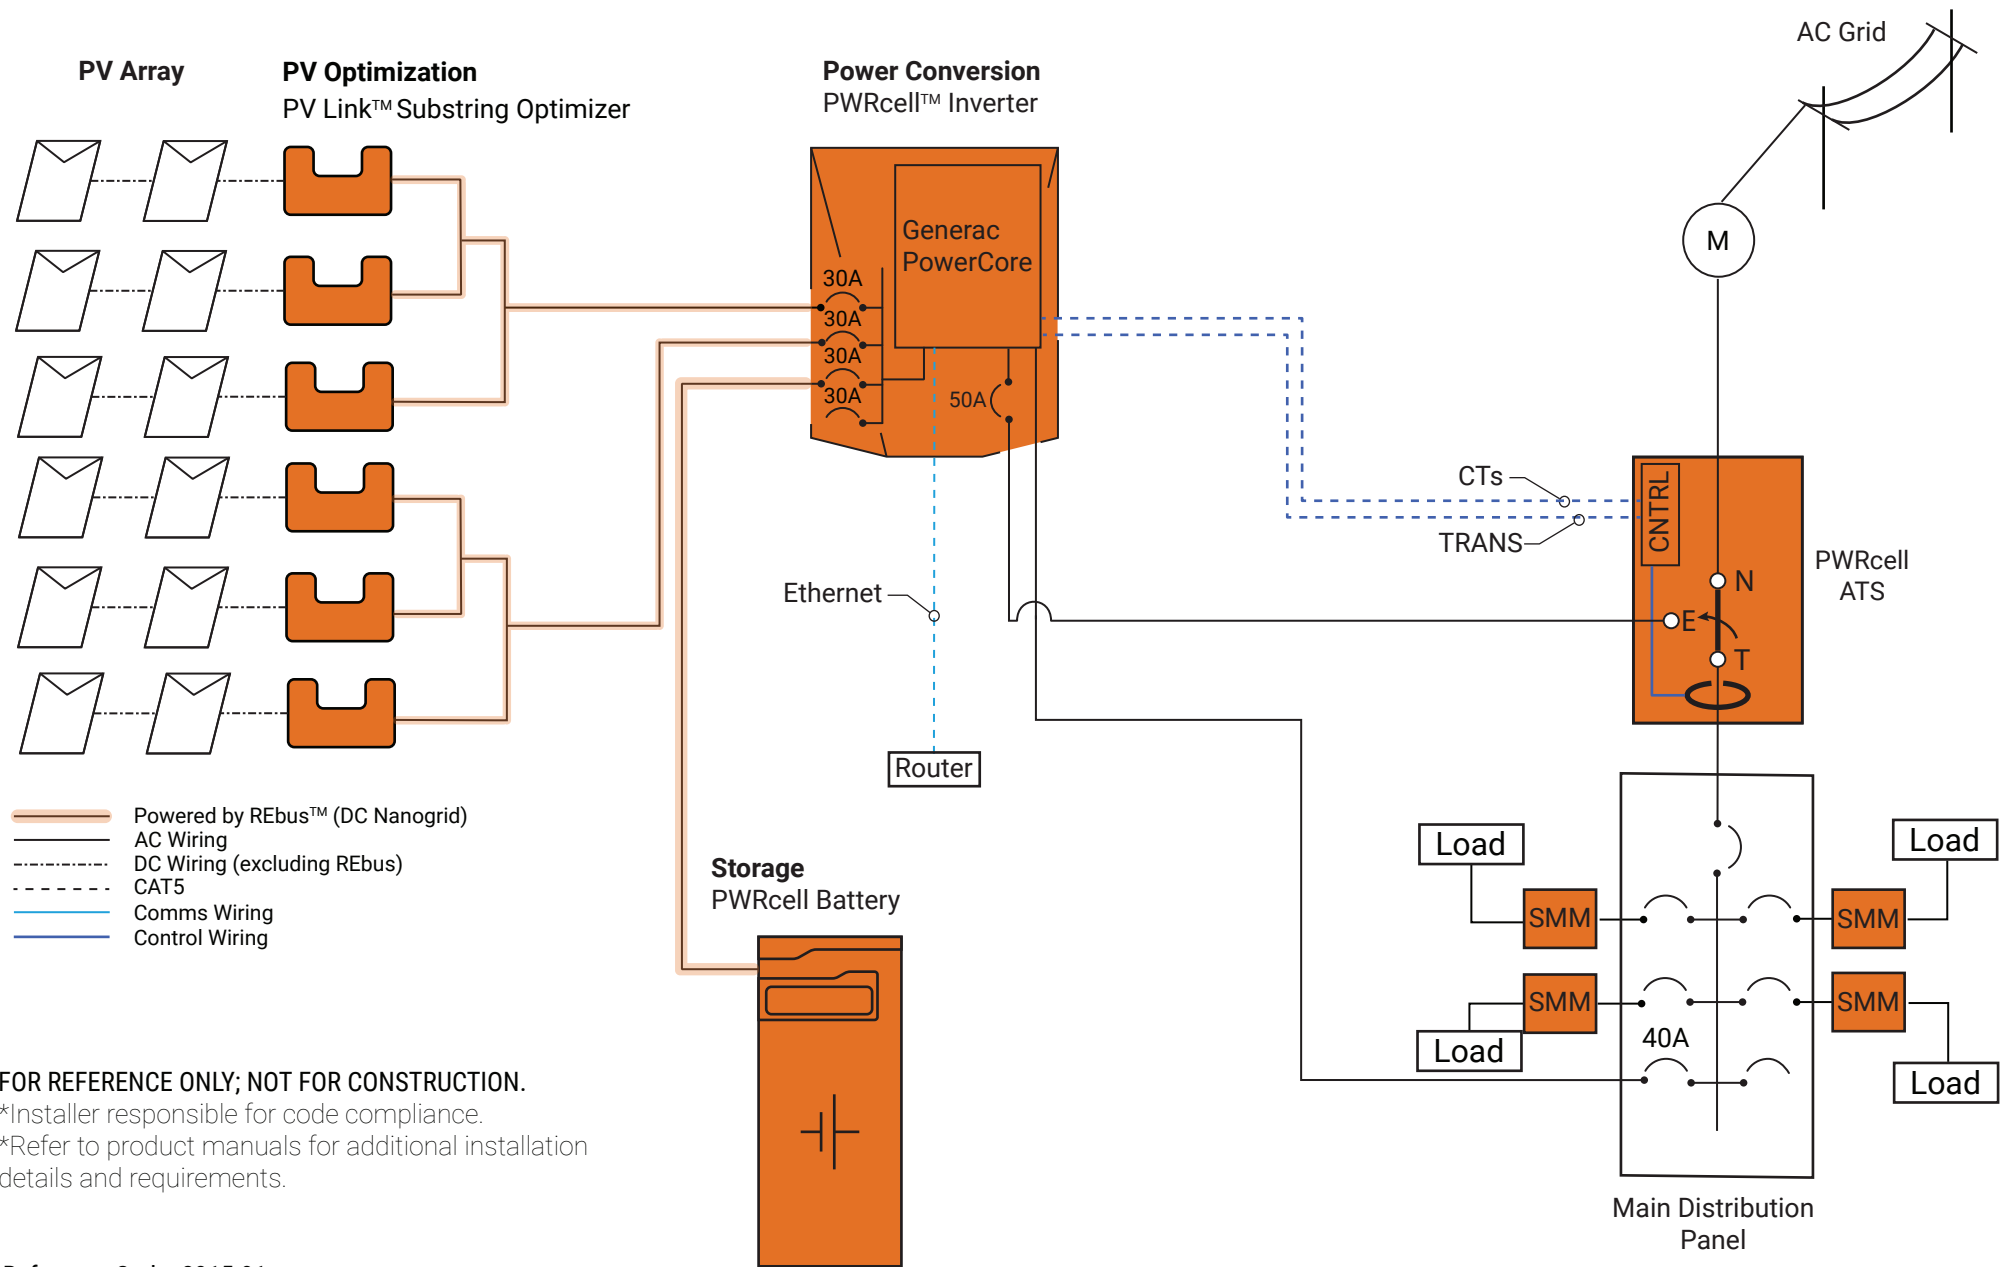 PV Array
PV Optimization
PV Link™ Substring Optimizer
Power Conversion
PWRcell™ Inverter
AC Grid
M
Generac
PowerCore
30A
30A
30A
30A
50A
CTs
TRANS
CNTRL
N
E
T
PWRcell
ATS
Ethernet
Router
Powered by REbus™ (DC Nanogrid)
AC Wiring
DC Wiring (excluding REbus)
CAT5
Comms Wiring
Control Wiring
Storage
PWRcell Battery
Load
Load
SMM
SMM
SMM
SMM
40A
Load
Load
Main Distribution
Panel
FOR REFERENCE ONLY; NOT FOR CONSTRUCTION.
*Installer responsible for code compliance.
*Refer to product manuals for additional installation
details and requirements.